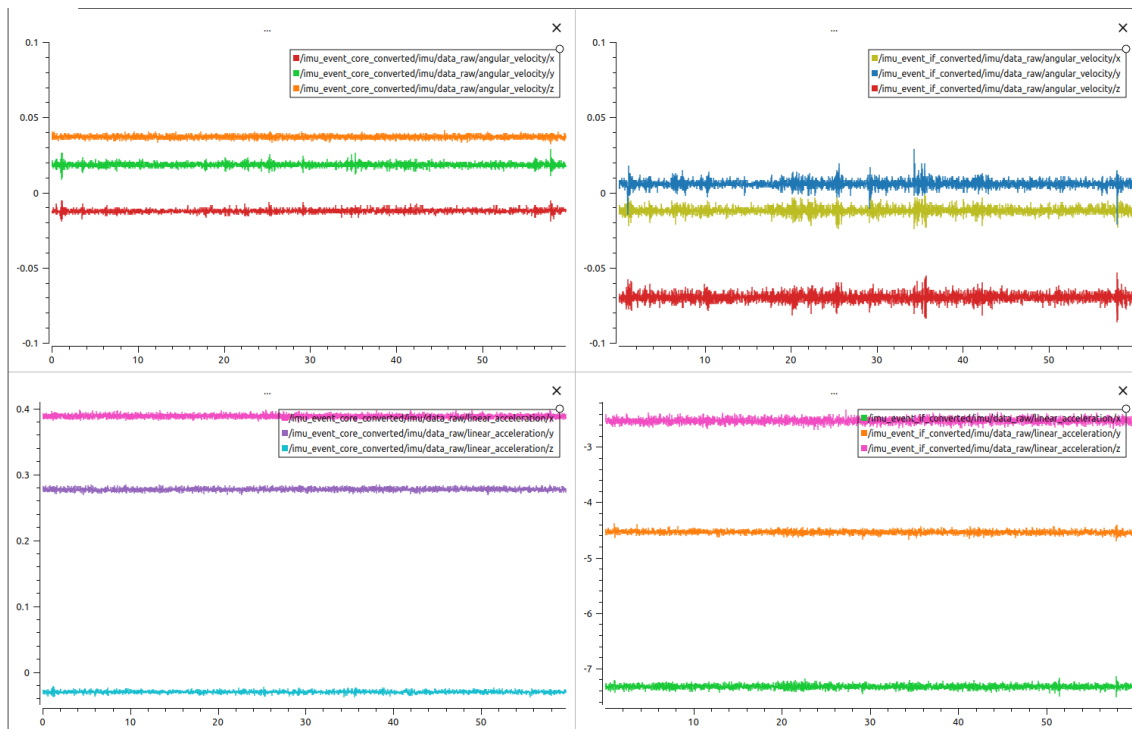 ...
0.1
0.05
0
-0.05
-0.1
/imu_event_core_converted/imu/data_raw/angular_velocity/x
/imu_event_core_converted/imu/data_raw/angular_velocity/y
/imu_event_core_converted/imu/data_raw/angular_velocity/z
0 10 20 30 40 50
...
0.1
0.05
0
-0.05
-0.1
/imu_event_if_converted/imu/data_raw/angular_velocity/x
/imu_event_if_converted/imu/data_raw/angular_velocity/y
/imu_event_if_converted/imu/data_raw/angular_velocity/z
10 20 30 40 50
...
0.4
0.3
0.2
0.1
0
/imu_event_core_converted/imu/data_raw/linear_acceleration/x
/imu_event_core_converted/imu/data_raw/linear_acceleration/y
/imu_event_core_converted/imu/data_raw/linear_acceleration/z
0 10 20 30 40 50
...
-3
-4
-5
-6
-7
/imu_event_if_converted/imu/data_raw/linear_acceleration/x
/imu_event_if_converted/imu/data_raw/linear_acceleration/y
/imu_event_if_converted/imu/data_raw/linear_acceleration/z
10 20 30 40 50